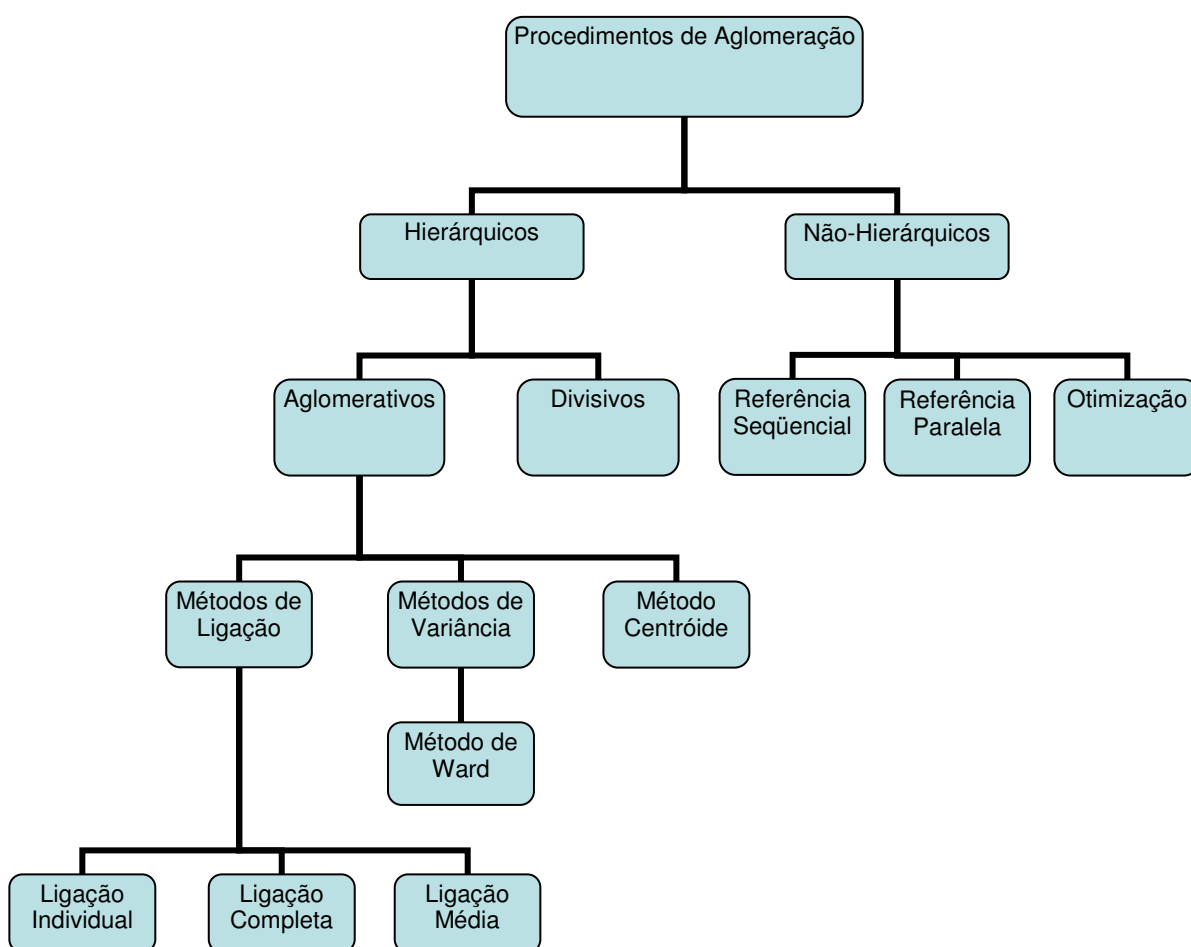 Procedimentos de Aglomeração
Hierárquicos
Não-Hierárquicos
Aglomerativos
Divisivos
Referência
Seqüencial
Referência
Paralela
Otimização
Métodos de
Ligação
Métodos de
Variância
Método
Centróide
Método de
Ward
Ligação
Individual
Ligação
Completa
Ligação
Média